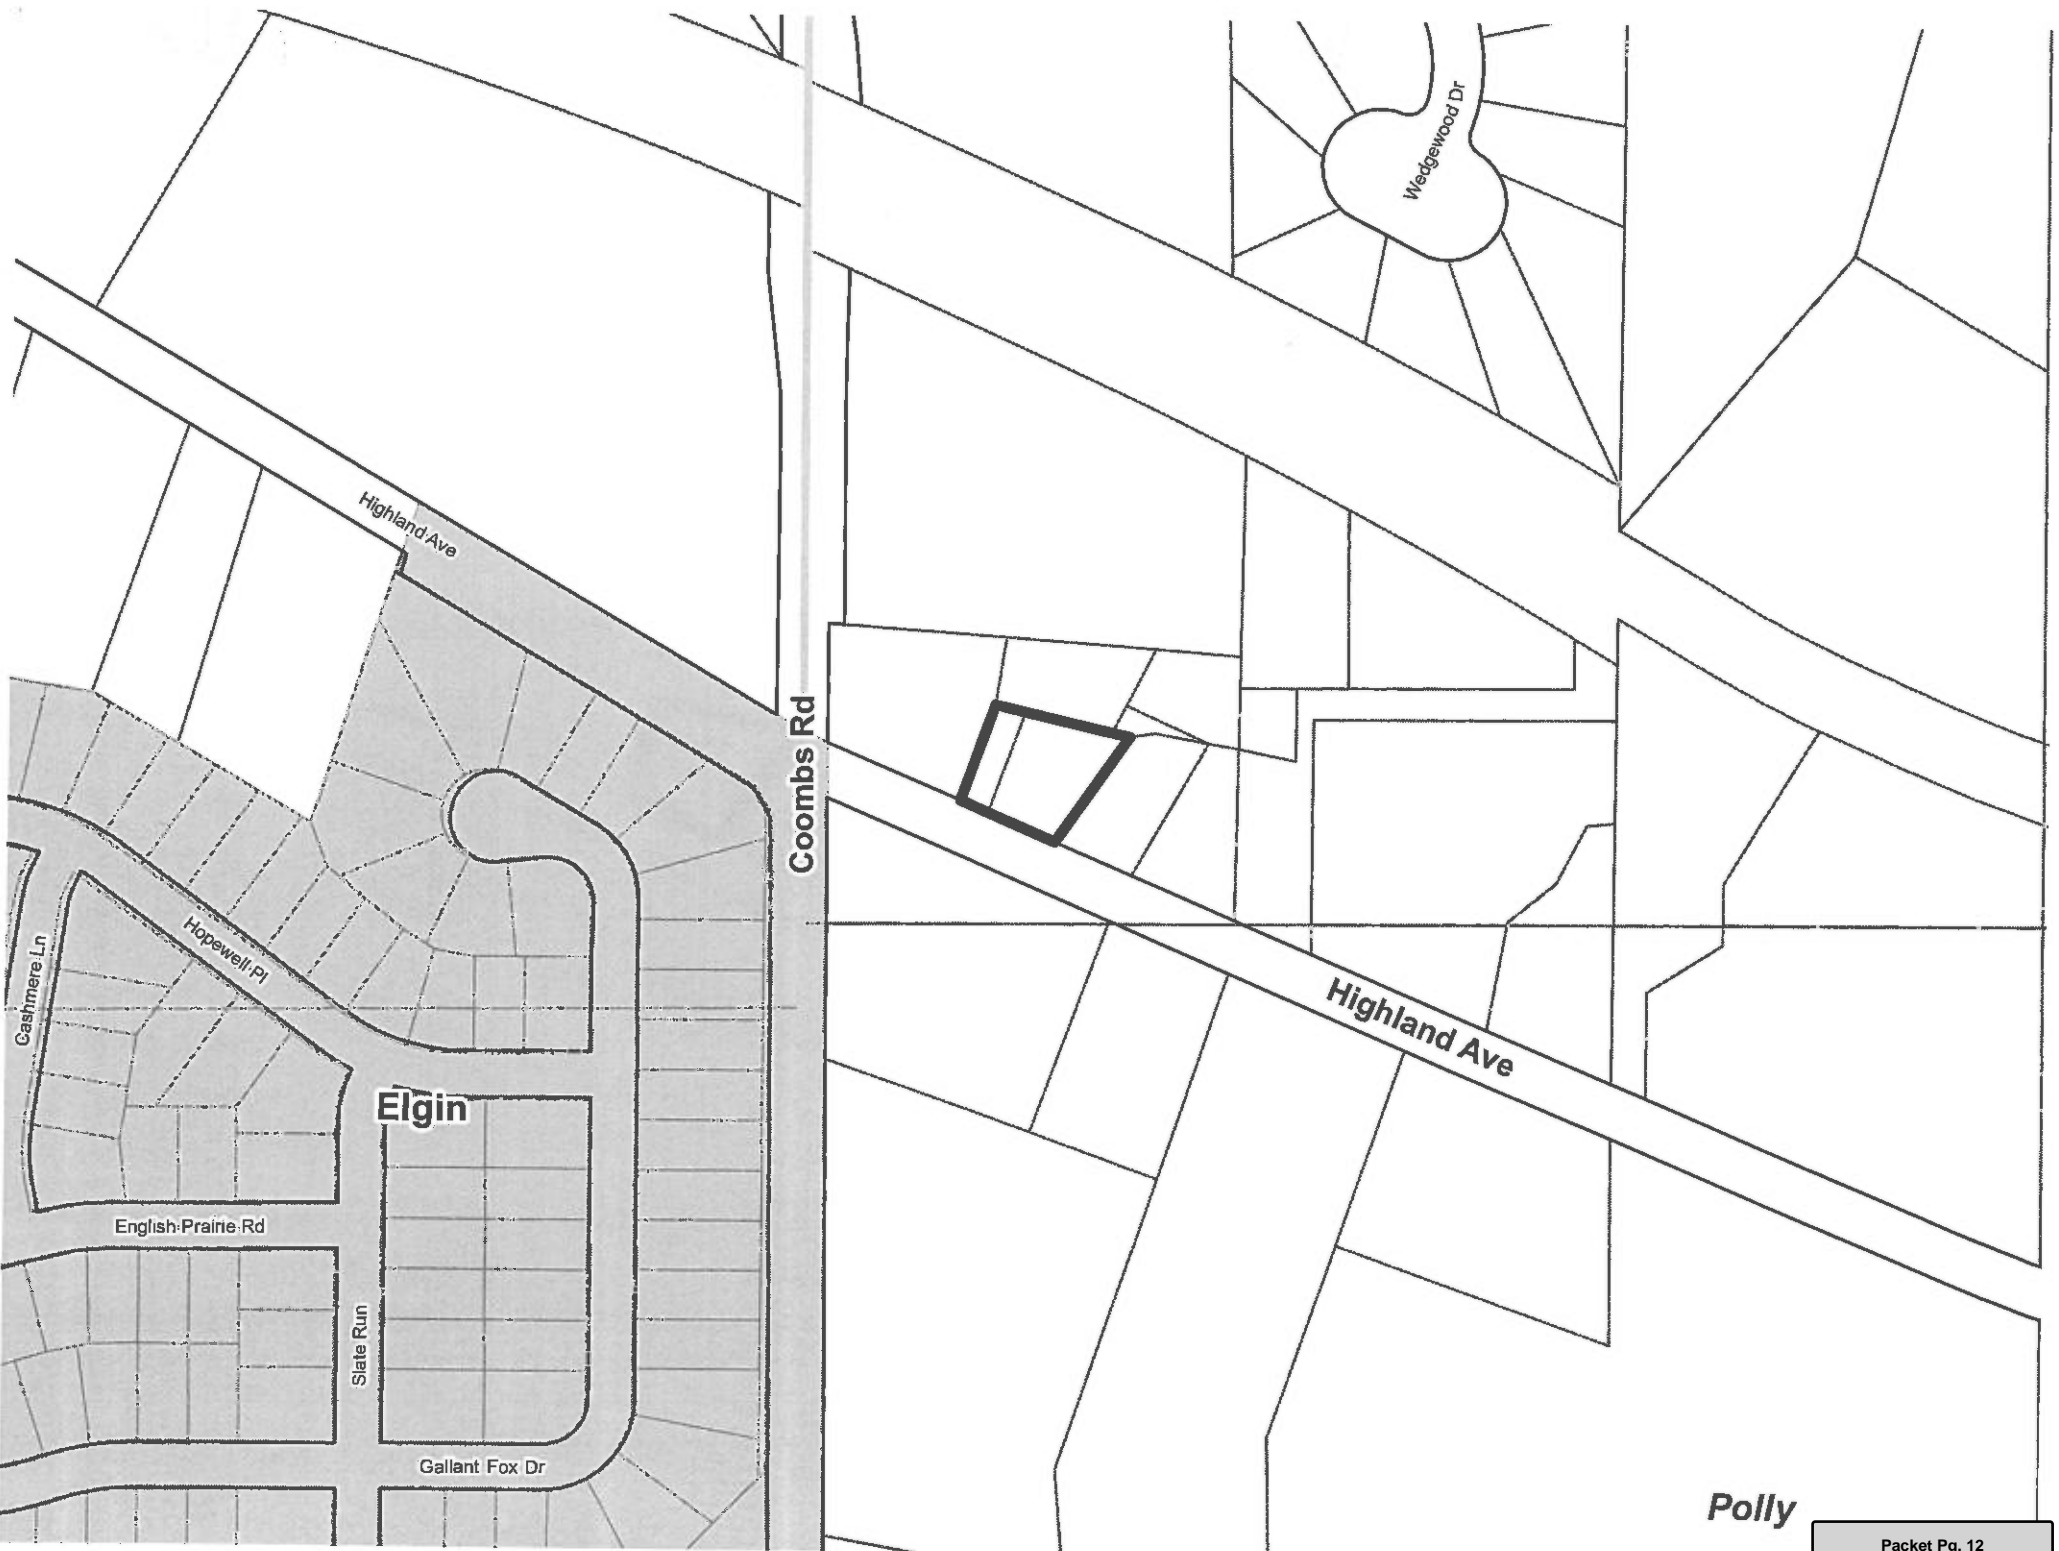 Wedgewood Dr
Highland Ave
Coombs Rd
Hopewell Pl
Cashmere Ln
Highland Ave
Elgin
English Prairie Rd
Slate Run
Gallant Fox Dr
Polly
Packet Pg. 12